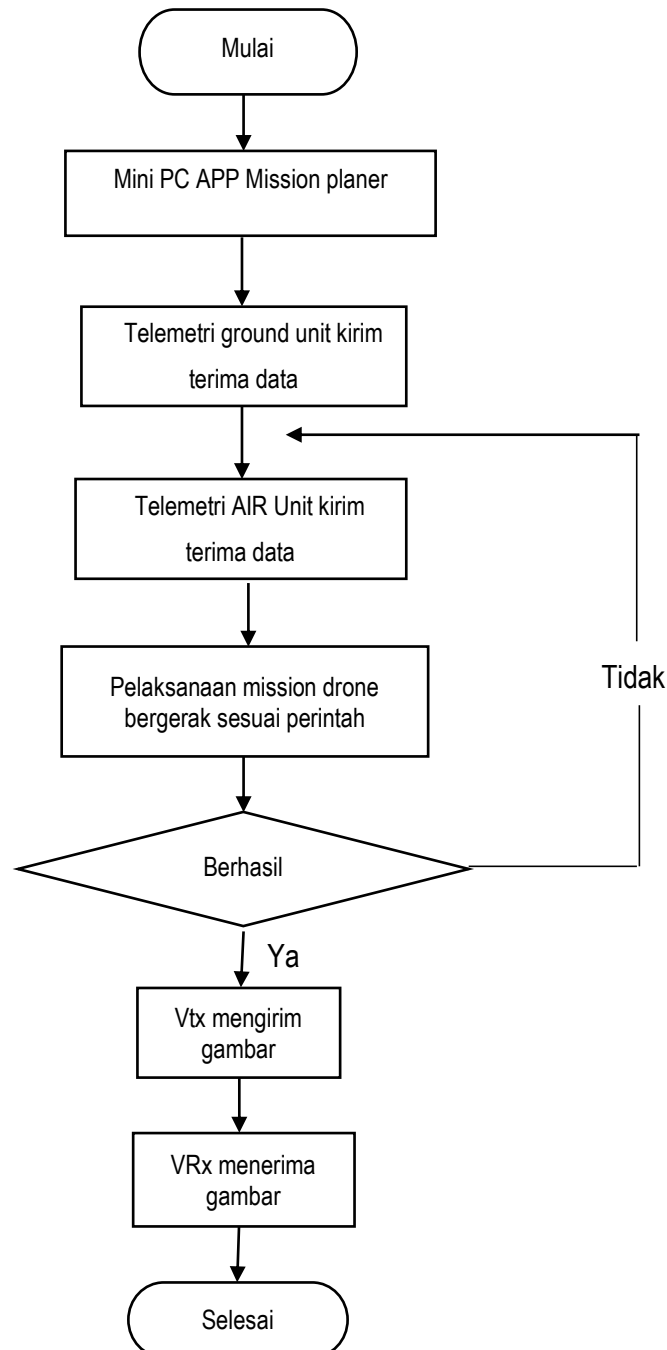 Mulai
Mini PC APP Mission planer
Telemetri ground unit kirim
terima data
Telemetri AIR Unit kirim
terima data
Pelaksanaan mission drone
bergerak sesuai perintah
Tidak
Berhasil
Ya
Vtx mengirim
gambar
VRx menerima
gambar
Selesai